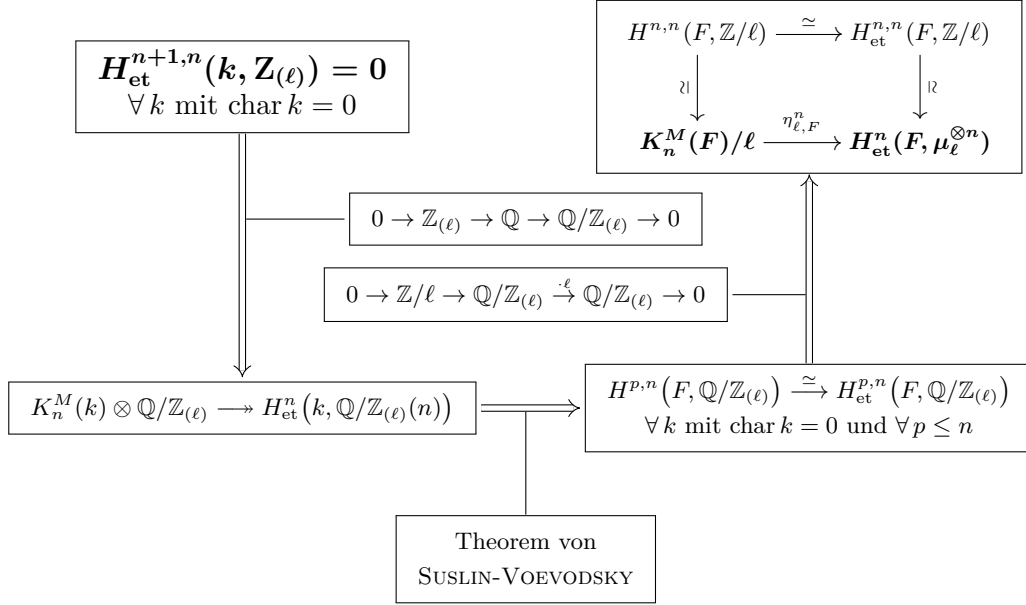 H^{n+1,n}_{et}(k, Z_{(ℓ)}) = 0
∀ k mit char k = 0
H^{n,n}(F, ℤ/ℓ) ≃ H^{n,n}_{et}(F, ℤ/ℓ)
≃ ≃
K^M_n(F)/ℓ η^n_{ℓ,F} H^n_{et}(F, μ_ℓ^{⊗n})
0 → ℤ_{(ℓ)} → ℚ → ℚ/ℤ_{(ℓ)} → 0
0 → ℤ/ℓ → ℚ/ℤ_{(ℓ)} →^{·ℓ} ℚ/ℤ_{(ℓ)} → 0
K^M_n(k) ⊗ ℚ/ℤ_{(ℓ)} ↠ H^n_{et}(k, ℚ/ℤ_{(ℓ)}(n))
H^{p,n}(F, ℚ/ℤ_{(ℓ)}) ≃ H^{p,n}_{et}(F, ℚ/ℤ_{(ℓ)})
∀ k mit char k = 0 und ∀ p ≤ n
Theorem von
SUSLIN-VOEVODSKY